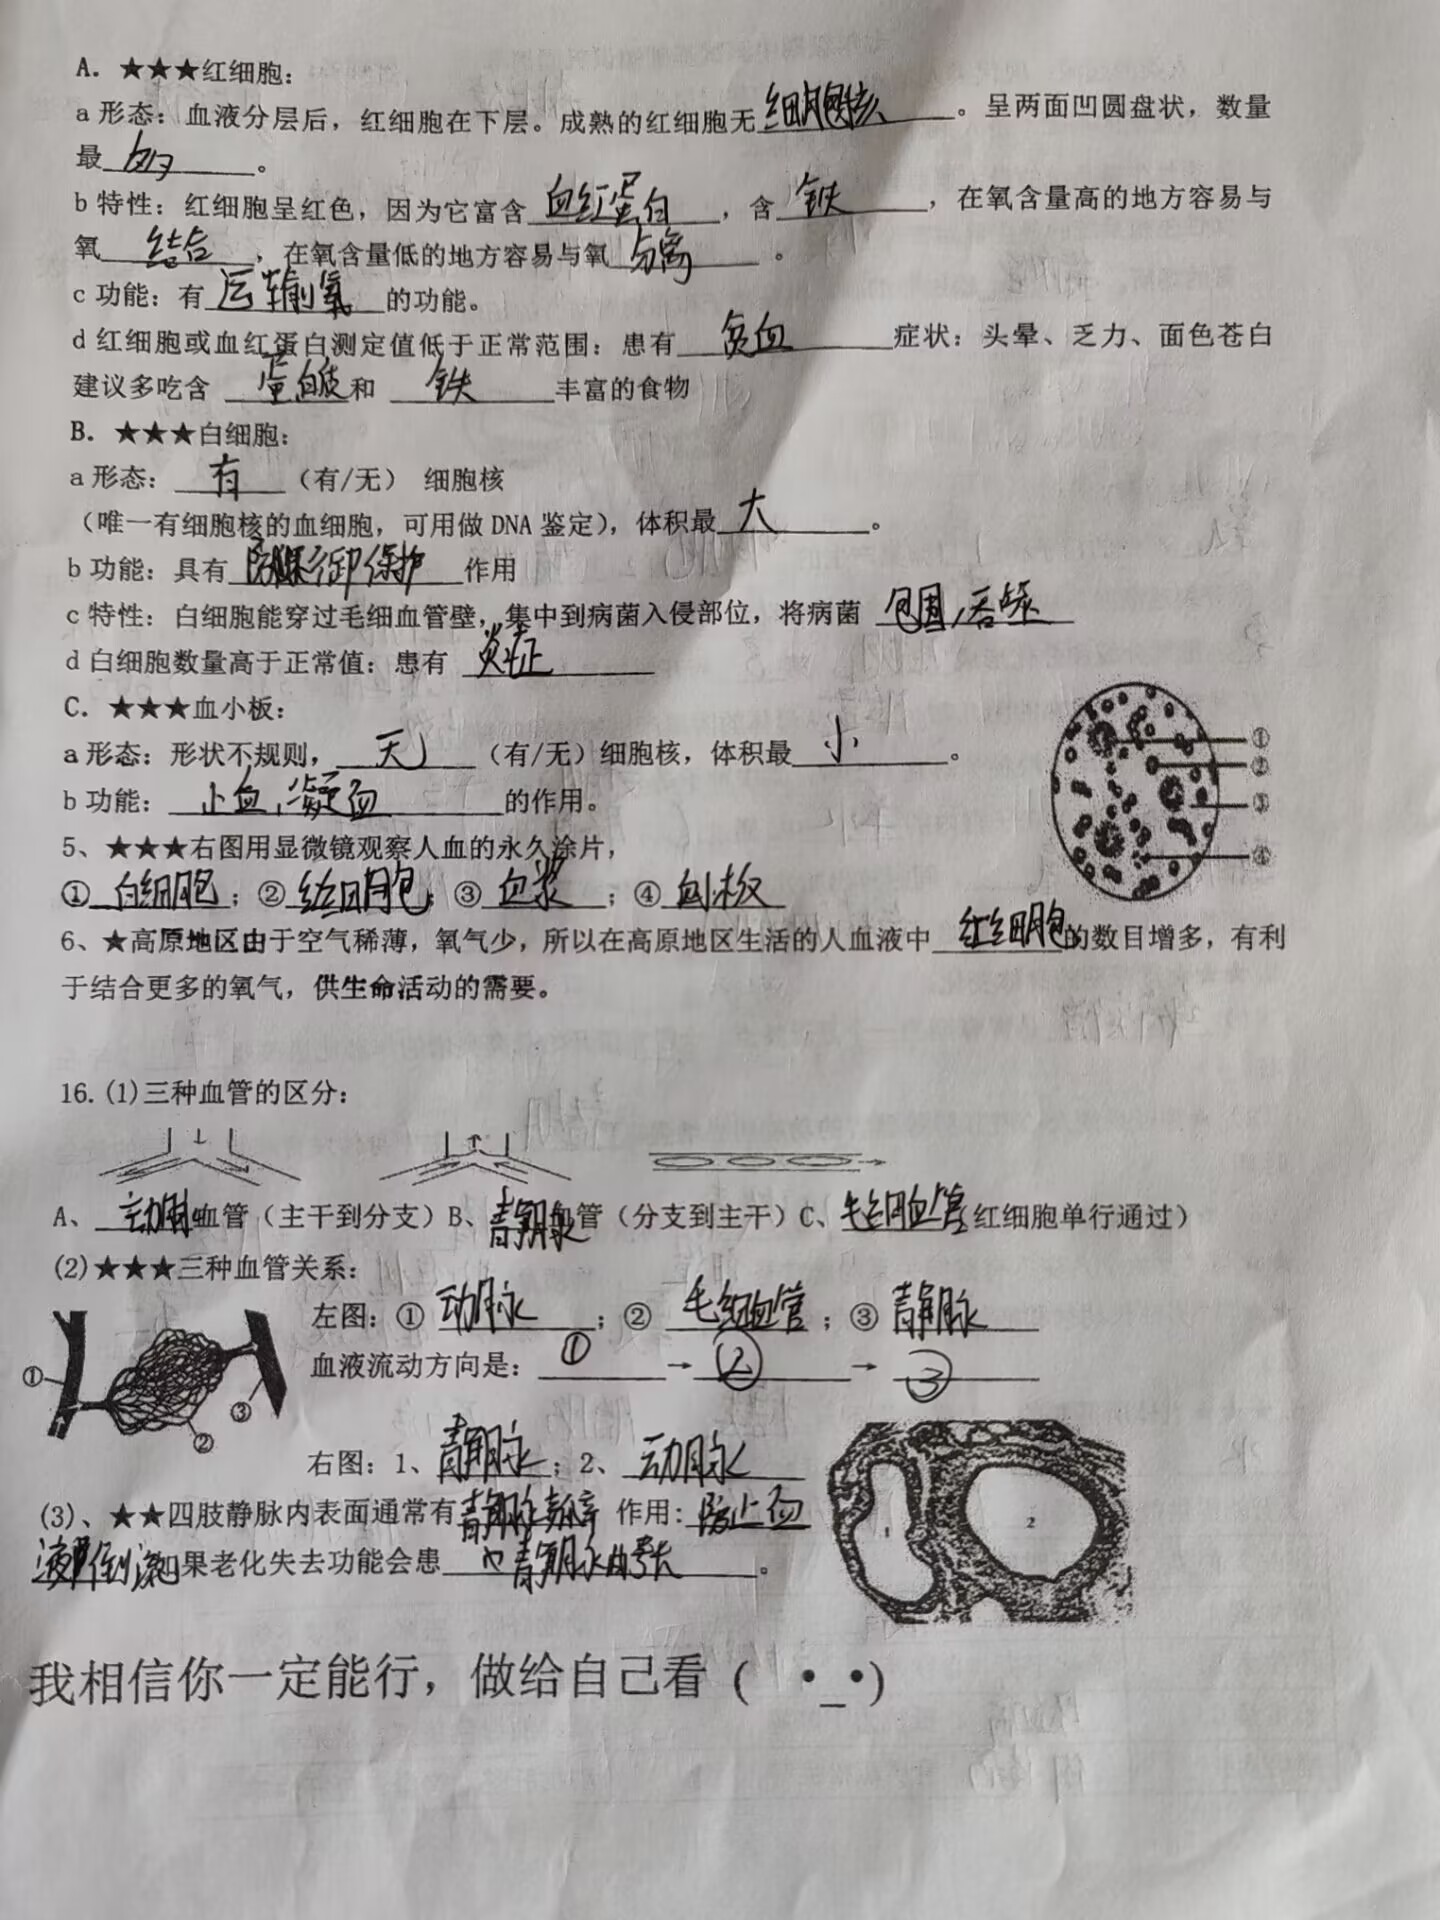 A. ★★★红细胞：
a 形态：血液分层后，红细胞在下层。成熟的红细胞无细胞核。呈两面凹圆盘状，数量
最多。
b 特性：红细胞呈红色，因为它富含血红蛋白，含铁，在氧含量高的地方容易与
氧结合，在氧含量低的地方容易与氧分离。
c 功能：有运输氧的功能。
d 红细胞或血红蛋白测定值低于正常范围：患有贫血症状：头晕、乏力、面色苍白
建议多吃含 蛋白质和 铁丰富的食物
B. ★★★白细胞：
a 形态：有（有/无） 细胞核
（唯一有细胞核的血细胞，可用做 DNA 鉴定），体积最大。
b 功能：具有防御保护作用
c 特性：白细胞能穿过毛细血管壁，集中到病菌入侵部位，将病菌 包围，吞噬
d 白细胞数量高于正常值：患有 炎症
C. ★★★血小板：
a 形态：形状不规则，无（有/无）细胞核，体积最小。
b 功能：止血，凝血的作用。
①
②
③
④
5、★★★右图用显微镜观察人血的永久涂片，
①白细胞；②红细胞；③血浆；④血小板
6、★高原地区由于空气稀薄，氧气少，所以在高原地区生活的人血液中红细胞的数目增多，有利
于结合更多的氧气，供生命活动的需要。
16. (1)三种血管的区分：
A、动脉血管（主干到分支）B、静脉血管（分支到主干）C、毛细血管（红细胞单行通过）
(2)★★★三种血管关系：
左图：①动脉；②毛细血管；③静脉
血液流动方向是：①→②→③
①
②
③
右图：1、静脉；2、动脉
1
2
(3)、★★四肢静脉内表面通常有静脉瓣 作用：防止血
液倒流如果老化失去功能会患静脉曲张。
我相信你一定能行，做给自己看（ •_•)